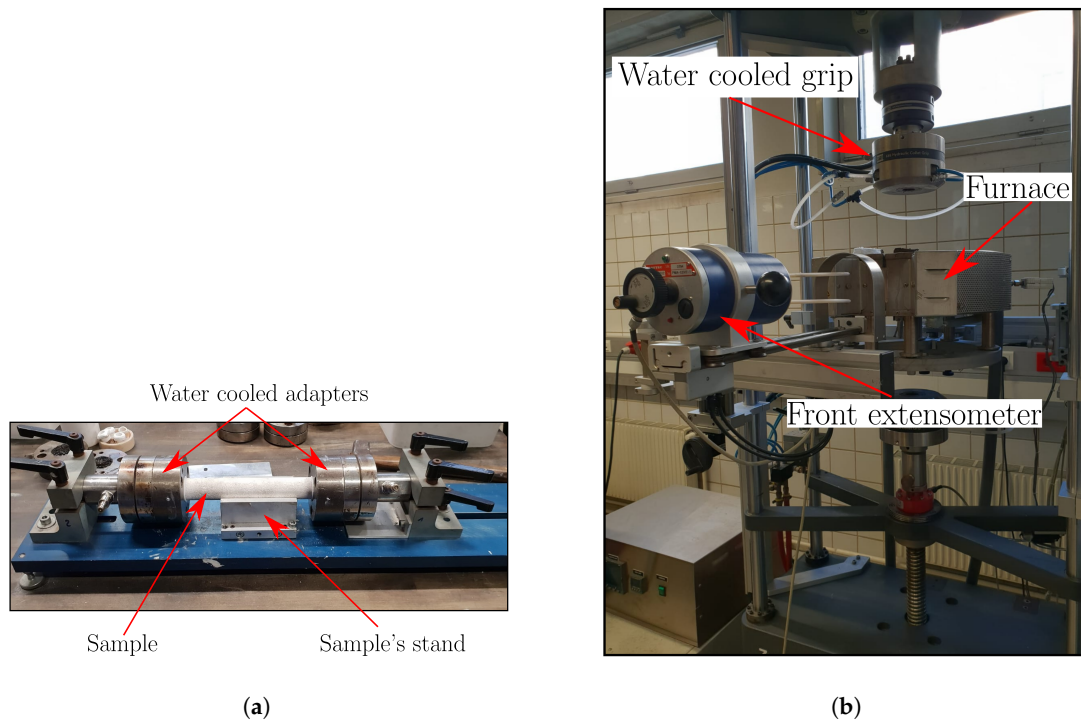 Water cooled adapters
Sample
Sample's stand
(a)
Water cooled grip
Furnace
Front extensometer
(b)